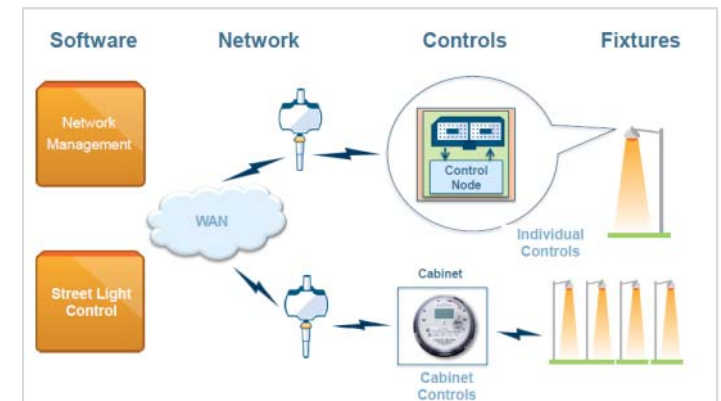 Software
Network
Controls
Fixtures
Network
Management
Control
Node
WAN
Individual
Controls
Street Light
Control
Cabinet
Cabinet
Controls